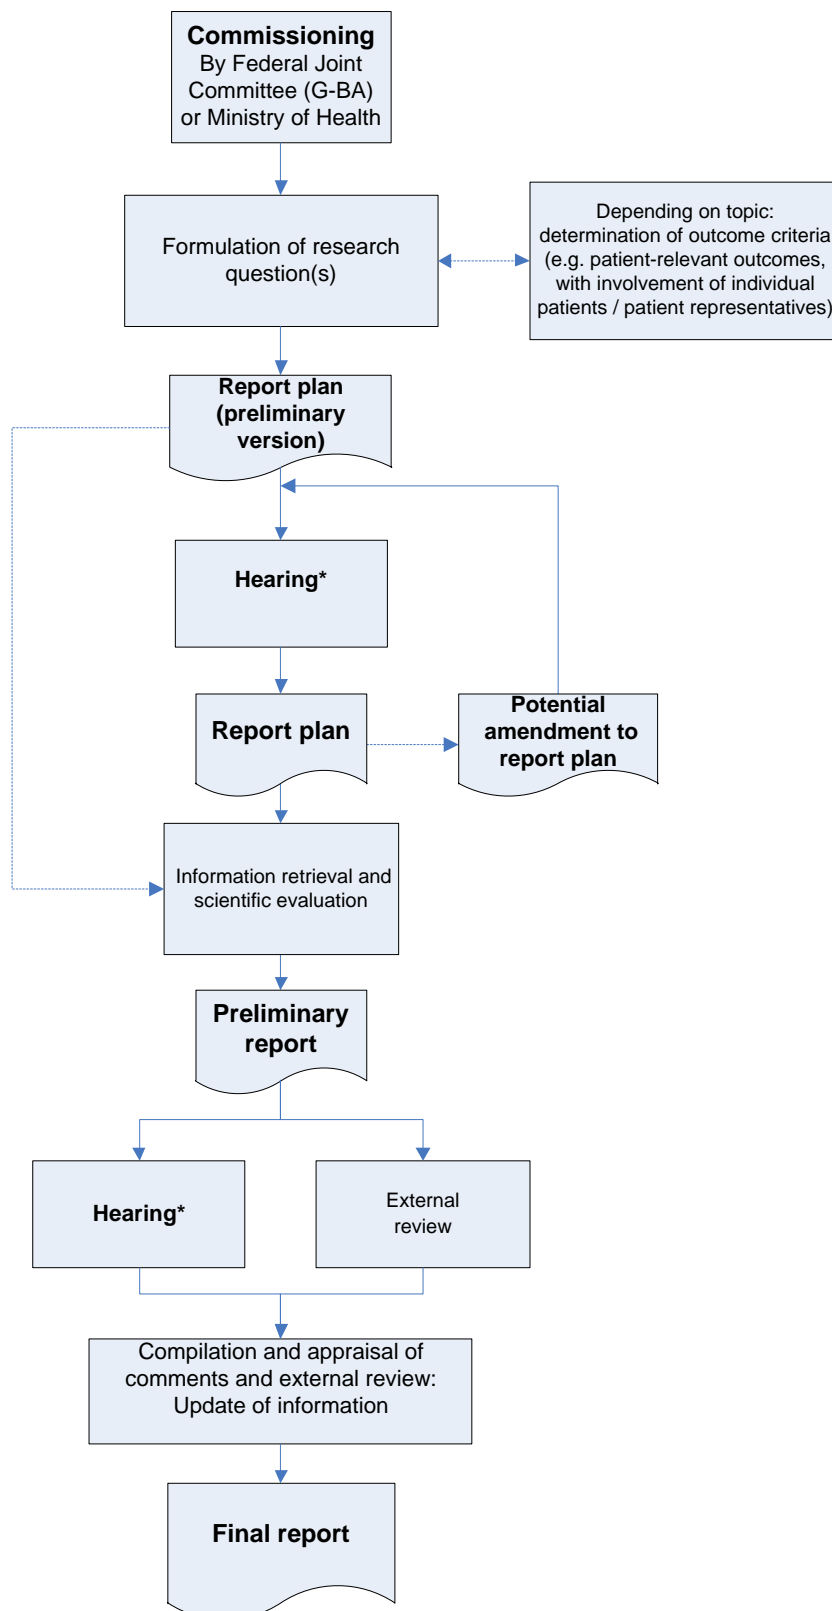 Commissioning
By Federal Joint
Committee (G-BA)
or Ministry of Health
Formulation of research
question(s)
Depending on topic:
determination of outcome criteria
(e.g. patient-relevant outcomes,
with involvement of individual
patients / patient representatives)
Report plan
(preliminary
version)
Hearing*
Report plan
Potential
amendment to
report plan
Information retrieval and
scientific evaluation
Preliminary
report
Hearing*
External
review
Compilation and appraisal of
comments and external review:
Update of information
Final report